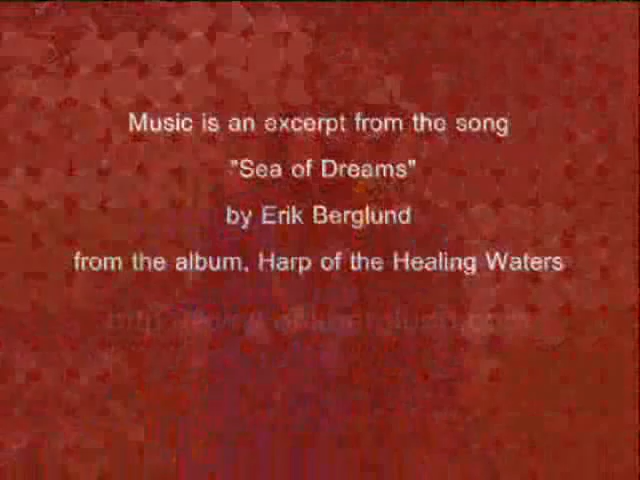 Music is an excerpt from the song
"Sea of Dreams"
by Erik Berglund
from the album, Harp of the Healing Waters